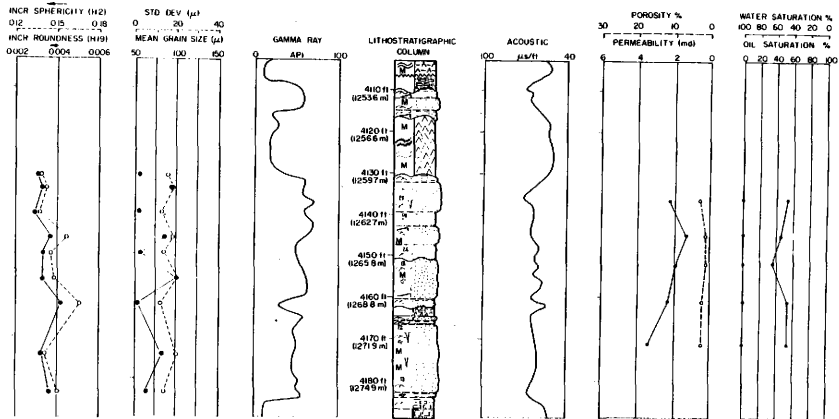 INCR SPHERICITY (H2)
0.12 0.15 0.18
INCR ROUNDNESS (H19)
0.002 0.004 0.006
STD DEV (μ)
0 20 40
MEAN GRAIN SIZE (μ)
50 100 150
GAMMA RAY
0 100
API
LITHOSTRATIGRAPHIC
COLUMN
ACOUSTIC
100 40
μs/ft
POROSITY %
30 15 0
PERMEABILITY (md)
4 2 0
WATER SATURATION %
100 80 60 40 20 0
OIL SATURATION %
0 20 40 60 80 100
M
4110 ft
(1253.6 m)
M
4120 ft
(1256.6 m)
M
M
4130 ft
(1259.7 m)
4140 ft
(1262.7 m)
M
4150 ft
(1265.8 m)
4160 ft
(1268.8 m)
4170 ft
(1271.9 m)
M
M
4180 ft
(1274.9 m)